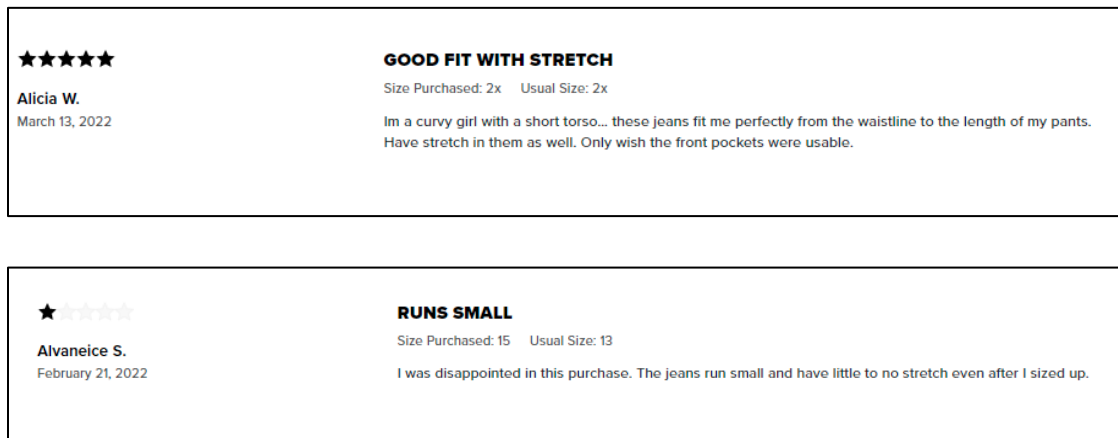 GOOD FIT WITH STRETCH
Alicia W.
Size Purchased: 2x Usual Size: 2x
March 13, 2022
Im a curvy girl with a short torso... these jeans fit me perfectly from the waistline to the length of my pants.
Have stretch in them as well. Only wish the front pockets were usable.
RUNS SMALL
Alvaneice S.
Size Purchased: 15 Usual Size: 13
February 21, 2022
I was disappointed in this purchase. The jeans run small and have little to no stretch even after I sized up.